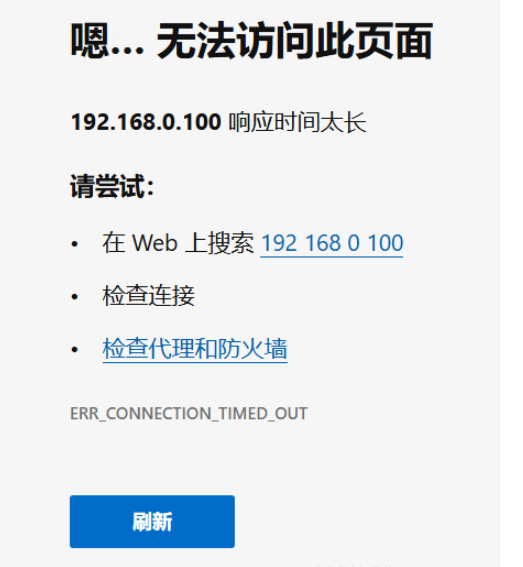 嗯... 无法访问此页面
192.168.0.100 响应时间太长
请尝试：
• 在 Web 上搜索 192 168 0 100
• 检查连接
• 检查代理和防火墙
ERR_CONNECTION_TIMED_OUT
刷新